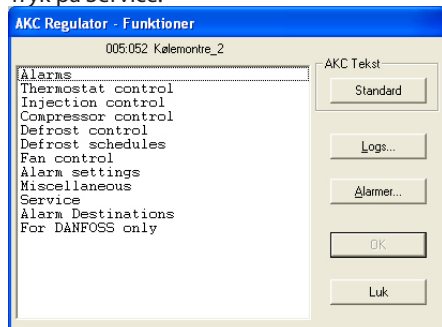 Tryk på Service.
AKC Regulator - Funktioner
005:052 Kølemontre_2
Alarms
Thermostat control
Injection control
Compressor control
Defrost control
Defrost schedules
Fan control
Alarm settings
Miscellaneous
Service
Alarm Destinations
For DANFOSS only
AKC Tekst
Standard
Logs...
Alarmer...
OK
Luk